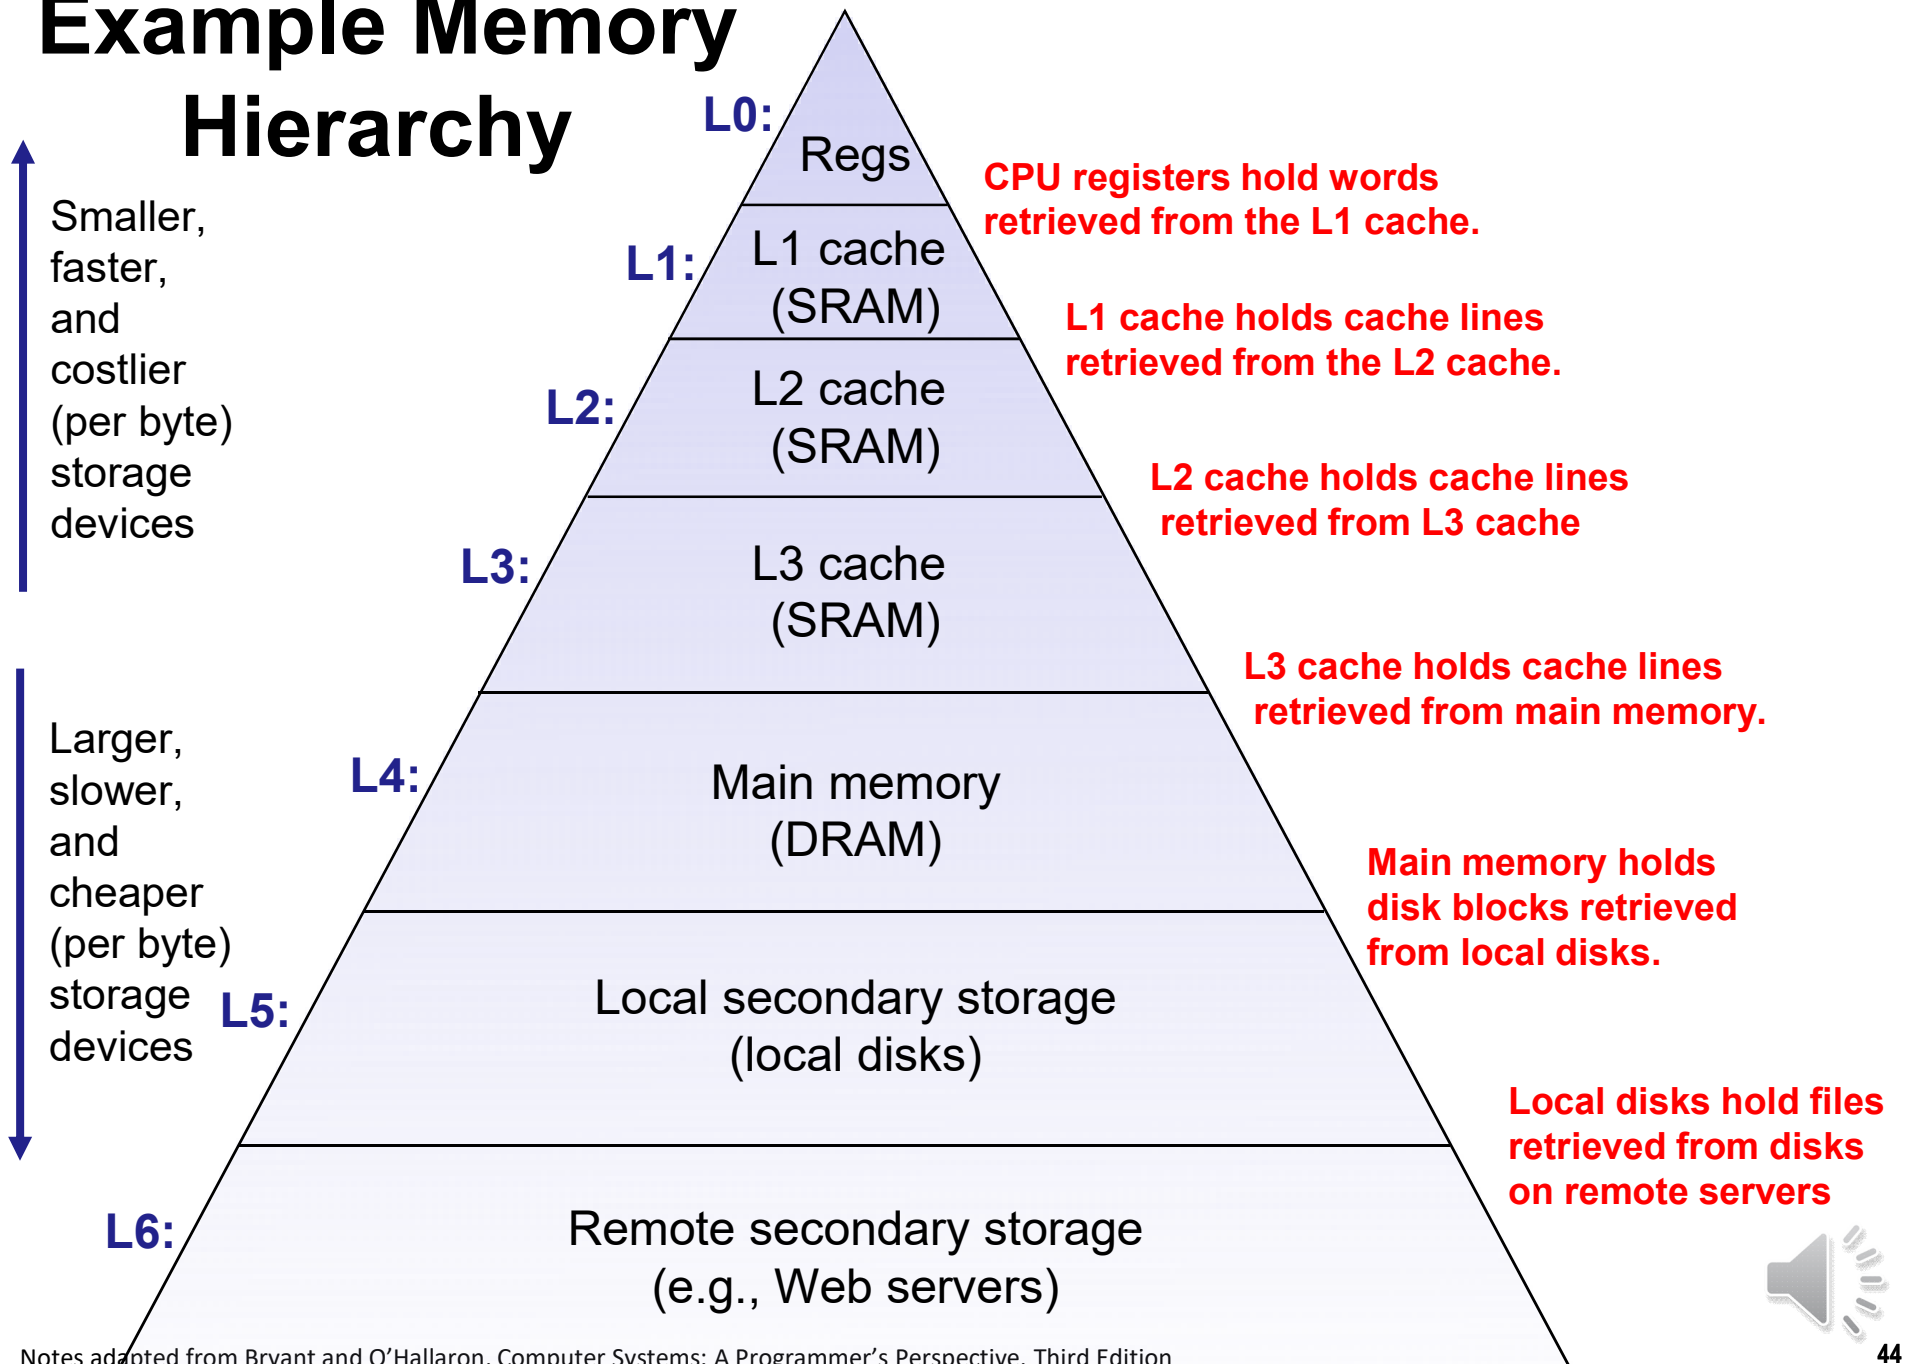 Example Memory
Hierarchy
Smaller,
faster,
and
costlier
(per byte)
storage
devices
Larger,
slower,
and
cheaper
(per byte)
storage
devices
L0:
Regs
CPU registers hold words
retrieved from the L1 cache.
L1:
L1 cache
(SRAM)
L1 cache holds cache lines
retrieved from the L2 cache.
L2:
L2 cache
(SRAM)
L2 cache holds cache lines
retrieved from L3 cache
L3:
L3 cache
(SRAM)
L3 cache holds cache lines
retrieved from main memory.
L4:
Main memory
(DRAM)
Main memory holds
disk blocks retrieved
from local disks.
L5:
Local secondary storage
(local disks)
Local disks hold files
retrieved from disks
on remote servers
L6:
Remote secondary storage
(e.g., Web servers)
Notes adapted from Bryant and O'Hallaron, Computer Systems: A Programmer's Perspective, Third Edition
44